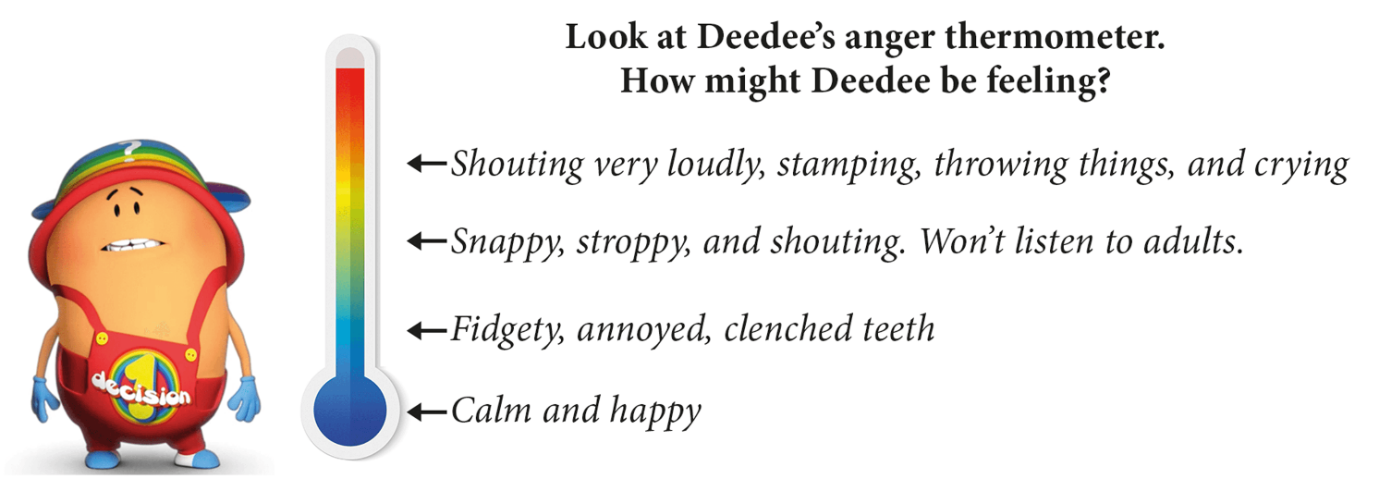 Look at Deedee's anger thermometer.
How might Deedee be feeling?
?
←Shouting very loudly, stamping, throwing things, and crying
←Snappy, stroppy, and shouting. Won't listen to adults.
←Fidgety, annoyed, clenched teeth
←Calm and happy
1
decision